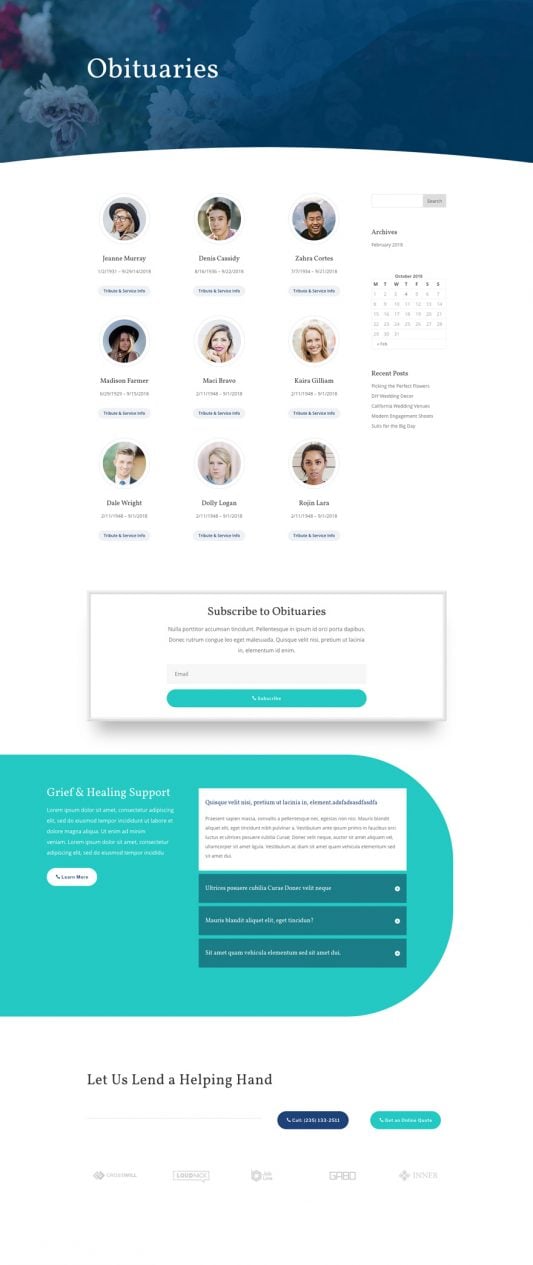 Obituaries
Search
Jeanne Murray
Denis Cassidy
Zahra Cortes
1/2/1931 – 9/29/14/2018
8/16/1936 – 9/22/2018
7/7/1934 – 9/21/2018
Tribute & Service Info
Tribute & Service Info
Tribute & Service Info
Archives
February 2018
October 2018
M T W T F S S
1 2 3 4 5 6 7
8 9 10 11 12 13 14
15 16 17 18 19 20 21
22 23 24 25 26 27 28
29 30 31
« Feb
Madison Farmer
Maci Bravo
Kaira Gilliam
6/29/1929 – 9/15/2018
2/11/1948 – 9/1/2018
2/11/1948 – 9/1/2018
Tribute & Service Info
Tribute & Service Info
Tribute & Service Info
Recent Posts
Picking the Perfect Flowers
DIY Wedding Decor
California Wedding Venues
Modern Engagement Shoots
Suits for the Big Day
Dale Wright
Dolly Logan
Rojin Lara
2/11/1948 – 9/1/2018
2/11/1948 – 9/1/2018
2/11/1948 – 9/1/2018
Tribute & Service Info
Tribute & Service Info
Tribute & Service Info
Subscribe to Obituaries
Nulla porttitor accumsan tincidunt. Pellentesque in ipsum id orci porta dapibus.
Donec rutrum congue leo eget malesuada. Quisque velit nisi, pretium ut lacinia
in, elementum id enim.
Email
Subscribe
Grief & Healing Support
Lorem ipsum dolor sit amet, consectetur adipiscing
elit, sed do eiusmod tempor incididunt ut labore et
dolore magna aliqua. Ut enim ad minim
veniam. Lorem ipsum dolor sit amet, consectetur
adipiscing elit, sed do eiusmod tempor incididu
Learn More
Quisque velit nisi, pretium ut lacinia in, element.adsfadsasdfasdfa
Praesent sapien massa, convallis a pellentesque nec, egestas non nisi. Mauris blandit
aliquet elit, eget tincidunt nibh pulvinar a. Vestibulum ante ipsum primis in faucibus orci
luctus et ultrices posuere cubilia Curae; Donec velit neque, auctor sit amet aliquam vel,
ullamcorper sit amet ligula. Vestibulum ac diam sit amet quam vehicula elementum sed
sit amet dui.
Ultrices posuere cubilia Curae Donec velit neque
Mauris blandit aliquet elit, eget tincidun?
Sit amet quam vehicula elementum sed sit amet dui.
Let Us Lend a Helping Hand
Call: (235) 133-2511
Get an Online Quote
CROSSHILL
INNER